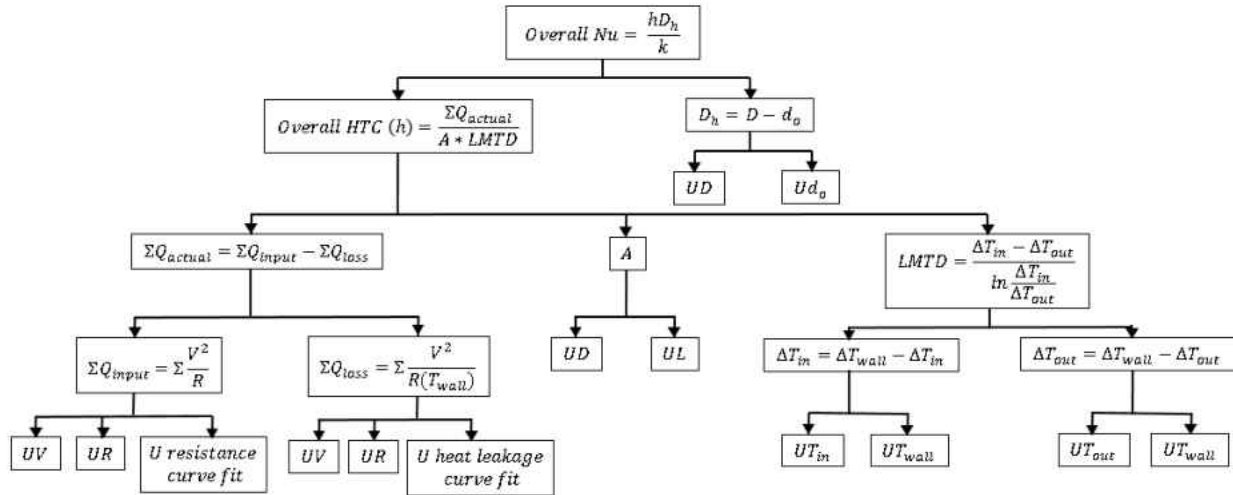 Overall Nu = hD_h / k
Overall HTC (h) = ΣQ_actual / A * LMTD
D_h = D − d_o
UD
Ud_o
ΣQ_actual = ΣQ_input − ΣQ_loss
A
LMTD = ΔT_in − ΔT_out / ln ΔT_in / ΔT_out
ΣQ_input = Σ V² / R
ΣQ_loss = Σ V² / R(T_wall)
UD
UL
ΔT_in = ΔT_wall − ΔT_in
ΔT_out = ΔT_wall − ΔT_out
UV
UR
U resistance
curve fit
UV
UR
U heat leakage
curve fit
UT_in
UT_wall
UT_out
UT_wall